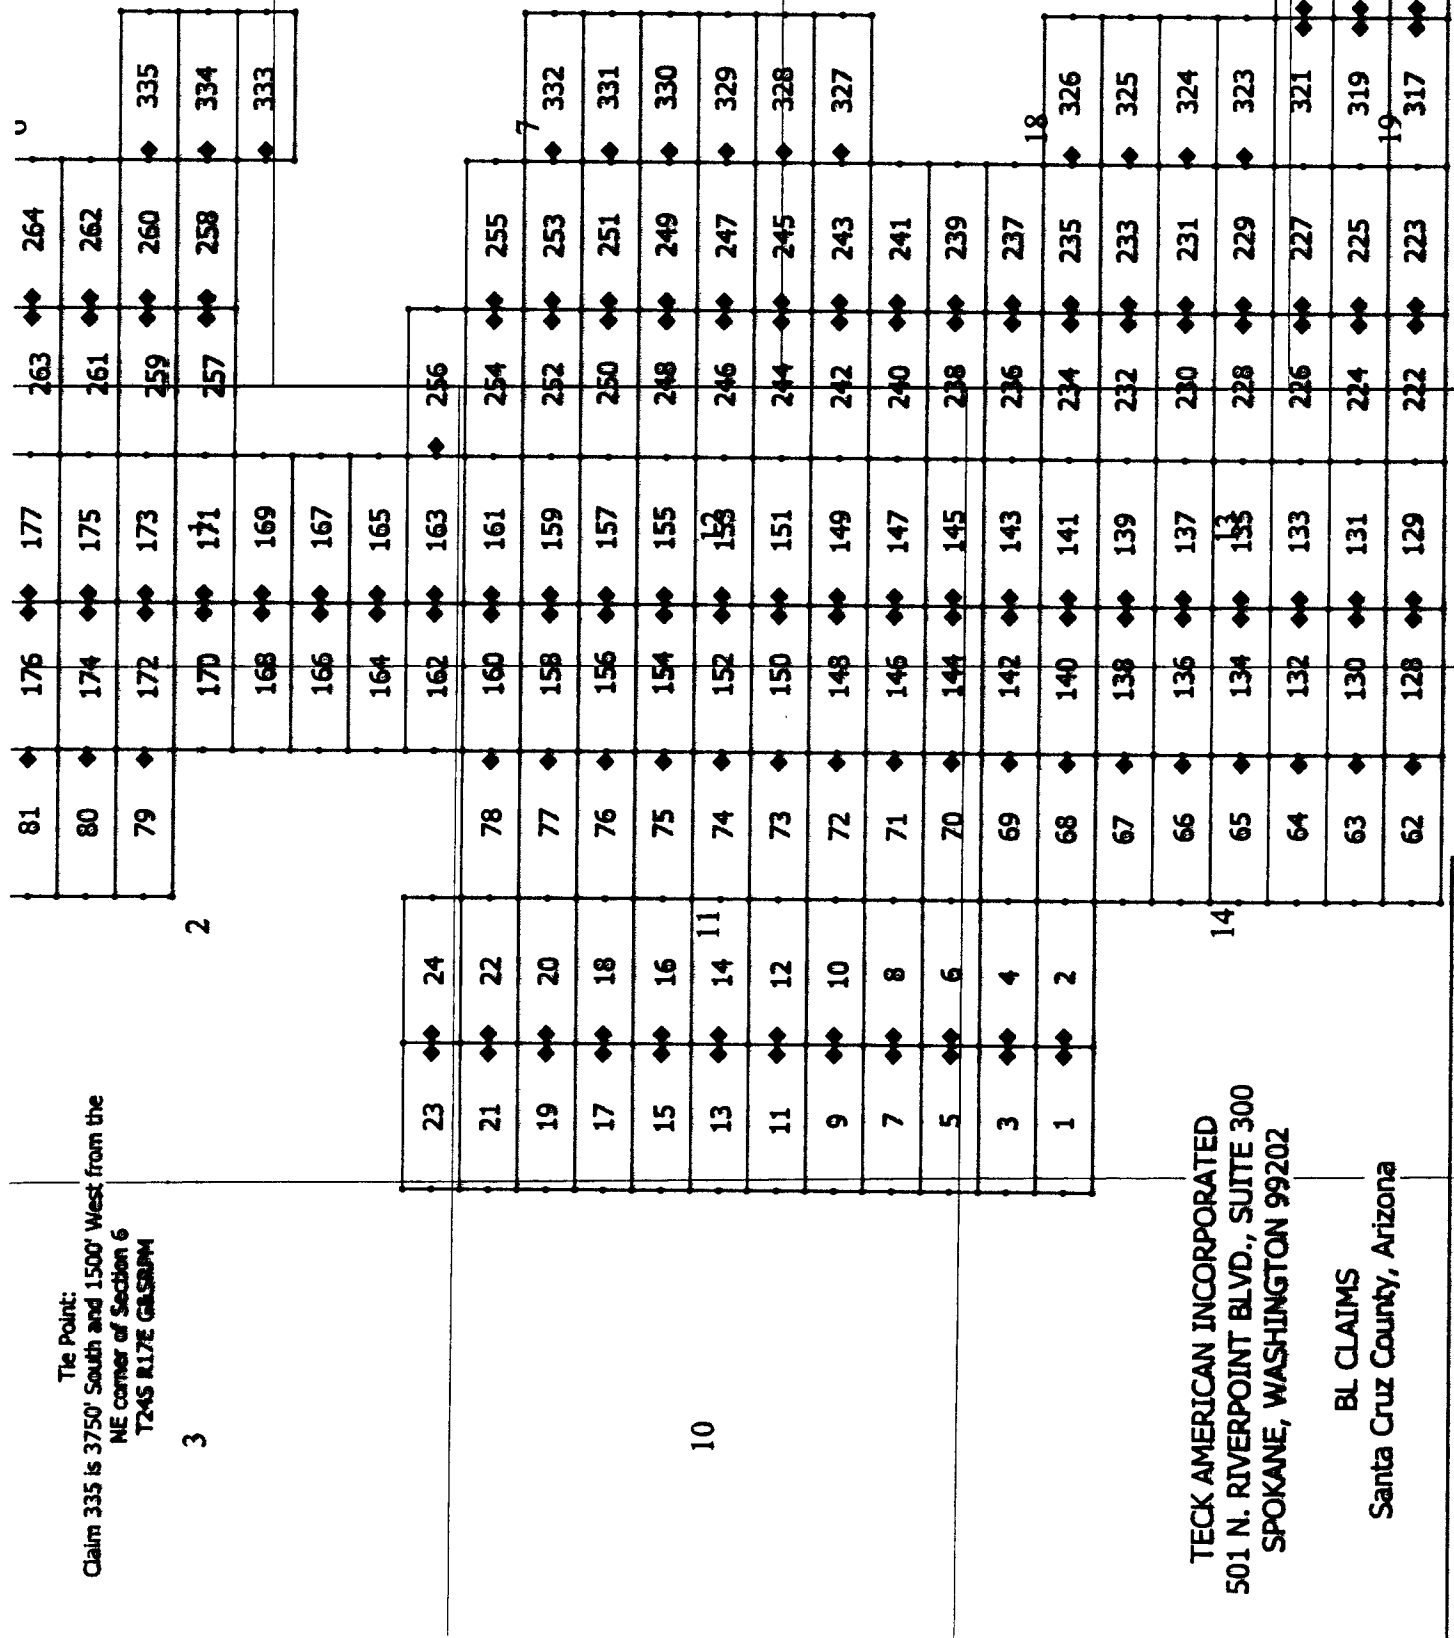 81 176 177 263 264
Tie Point:
Claim 335 is 3750' South and 1500' West from the
NE corner of Section 6
T24S R17E G&SRPM
80 174 175 261 262
79 172 173 259 260 335
3 2 1
170 171 257 258 334
168 169 333
166 167
164 165
23 24 162 163 256
21 22 78 160 161 254 255
7
19 20 77 158 159 252 253 332
17 18 76 156 157 250 251 331
15 16 75 154 155 248 249 330
10 11 12
13 14 74 152 153 246 247 329
11 12 73 150 151 244 245 328
9 10 72 148 149 242 243 327
7 8 71 146 147 240 241
5 6 70 144 145 238 239
3 4 69 142 143 236 237
18
1 2 68 140 141 234 235 326
67 138 139 232 233 325
66 136 137 230 231 324
14 13
65 134 135 228 229 323
64 132 133 226 227 321
63 130 131 224 225 319
19
62 128 129 222 223 317
TECK AMERICAN INCORPORATED
501 N. RIVERPOINT BLVD., SUITE 300
SPOKANE, WASHINGTON 99202
BL CLAIMS
Santa Cruz County, Arizona